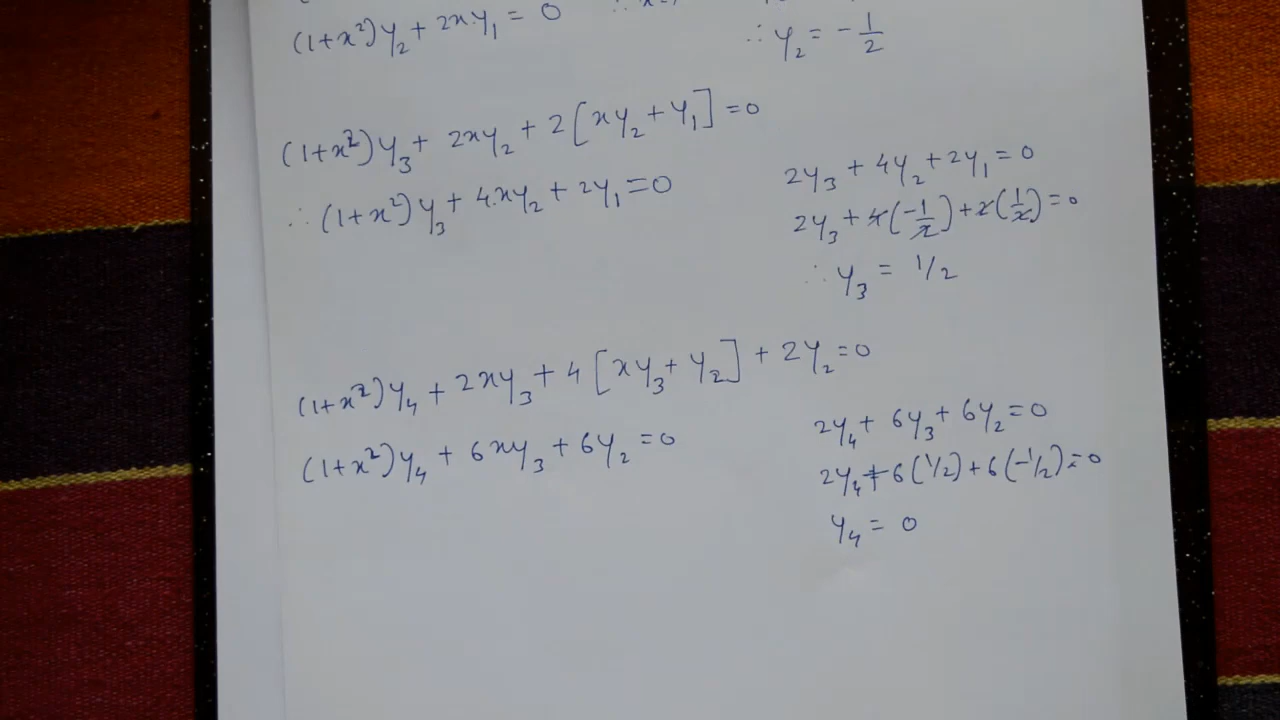 (1+x²)y₂ + 2xy₁ = 0
∴ y₂ = -1/2
(1+x²)y₃ + 2xy₂ + 2[xy₂ + y₁] = 0
∴ (1+x²)y₃ + 4xy₂ + 2y₁ = 0
2y₃ + 4y₂ + 2y₁ = 0
2y₃ + 4(-1/2) + 2(1/2) = 0
∴ y₃ = 1/2
(1+x²)y₄ + 2xy₃ + 4[xy₃ + y₂] + 2y₂ = 0
(1+x²)y₄ + 6xy₃ + 6y₂ = 0
2y₄ + 6y₃ + 6y₂ = 0
2y₄ + 6(1/2) + 6(-1/2) = 0
y₄ = 0